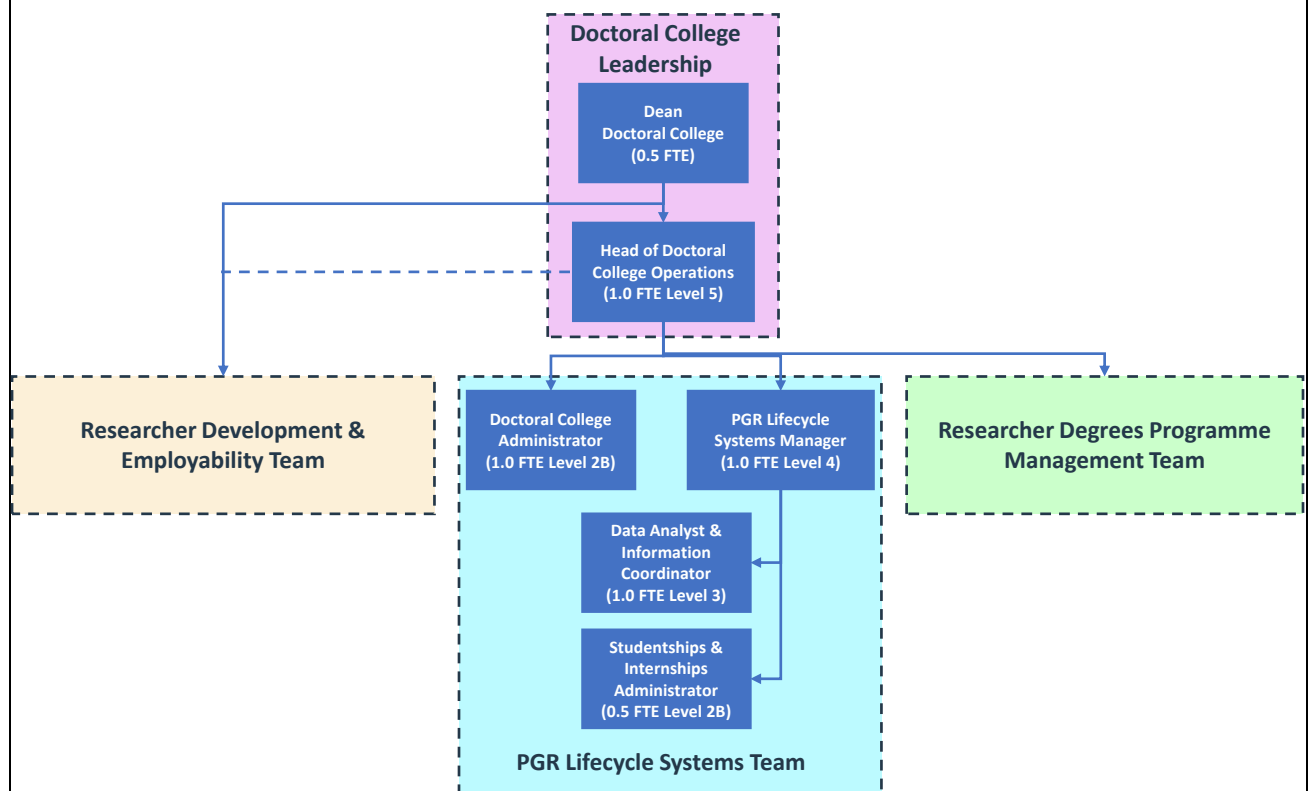 Doctoral College
Leadership
Dean
Doctoral College
(0.5 FTE)
Head of Doctoral
College Operations
(1.0 FTE Level 5)
Researcher Development &
Employability Team
Doctoral College
Administrator
(1.0 FTE Level 2B)
PGR Lifecycle
Systems Manager
(1.0 FTE Level 4)
Researcher Degrees Programme
Management Team
Data Analyst &
Information
Coordinator
(1.0 FTE Level 3)
Studentships &
Internships
Administrator
(0.5 FTE Level 2B)
PGR Lifecycle Systems Team